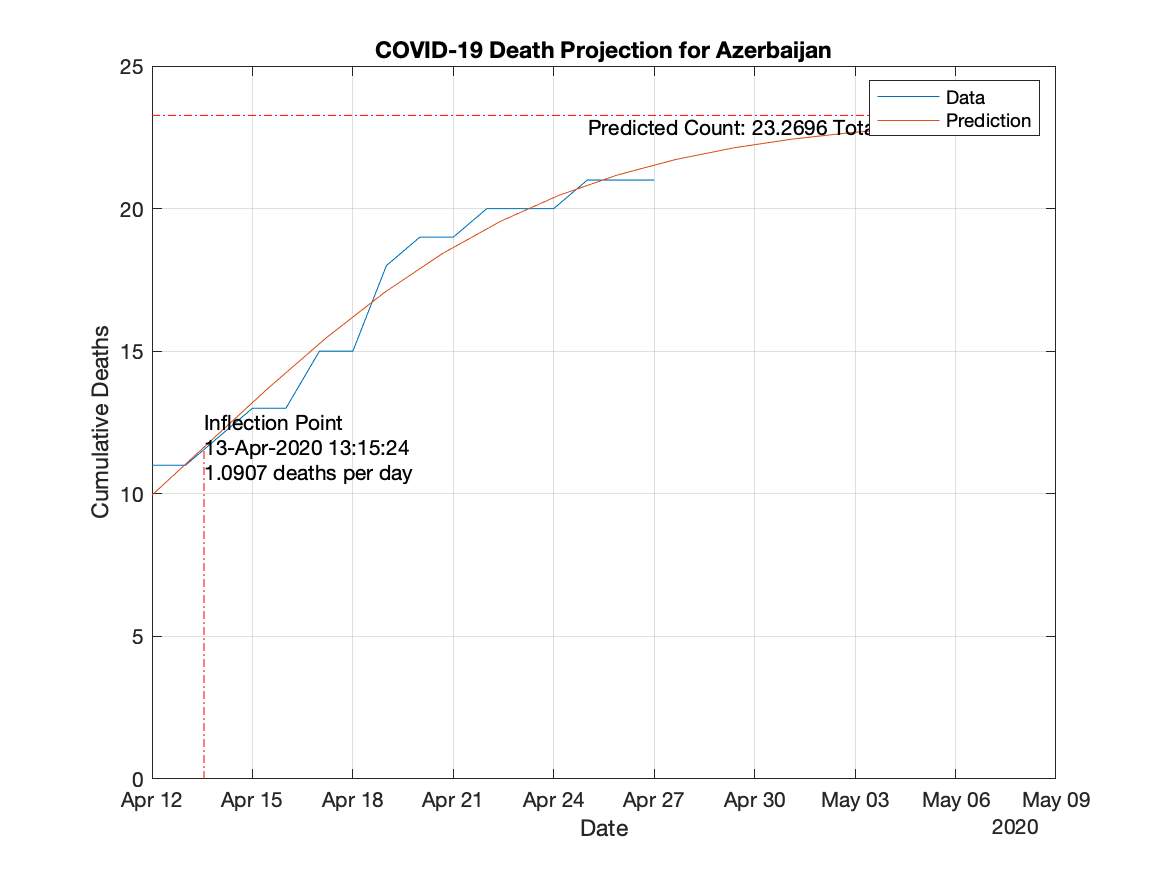 COVID-19 Death Projection for Azerbaijan
25
20
15
10
5
0
Cumulative Deaths
Data
Prediction
Predicted Count: 23.2696
Inflection Point
13-Apr-2020 13:15:24
1.0907 deaths per day
Apr 12 Apr 15 Apr 18 Apr 21 Apr 24 Apr 27 Apr 30 May 03 May 06 May 09
Date
2020